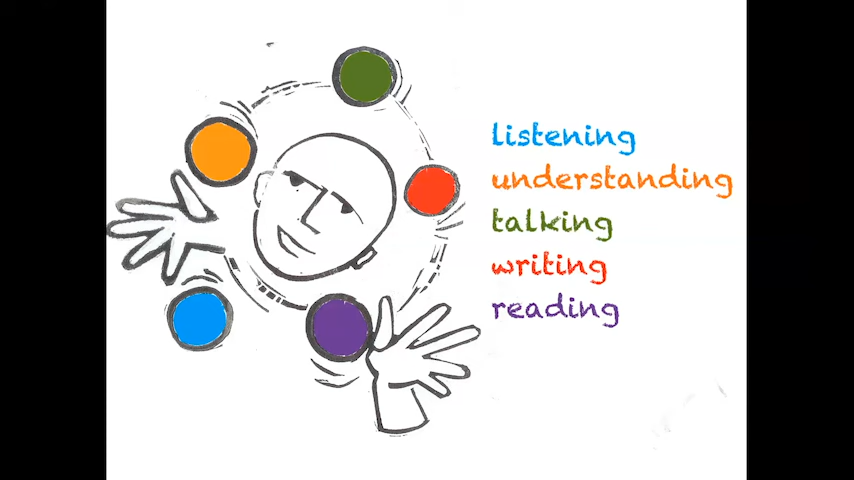 listening
understanding
talking
writing
reading